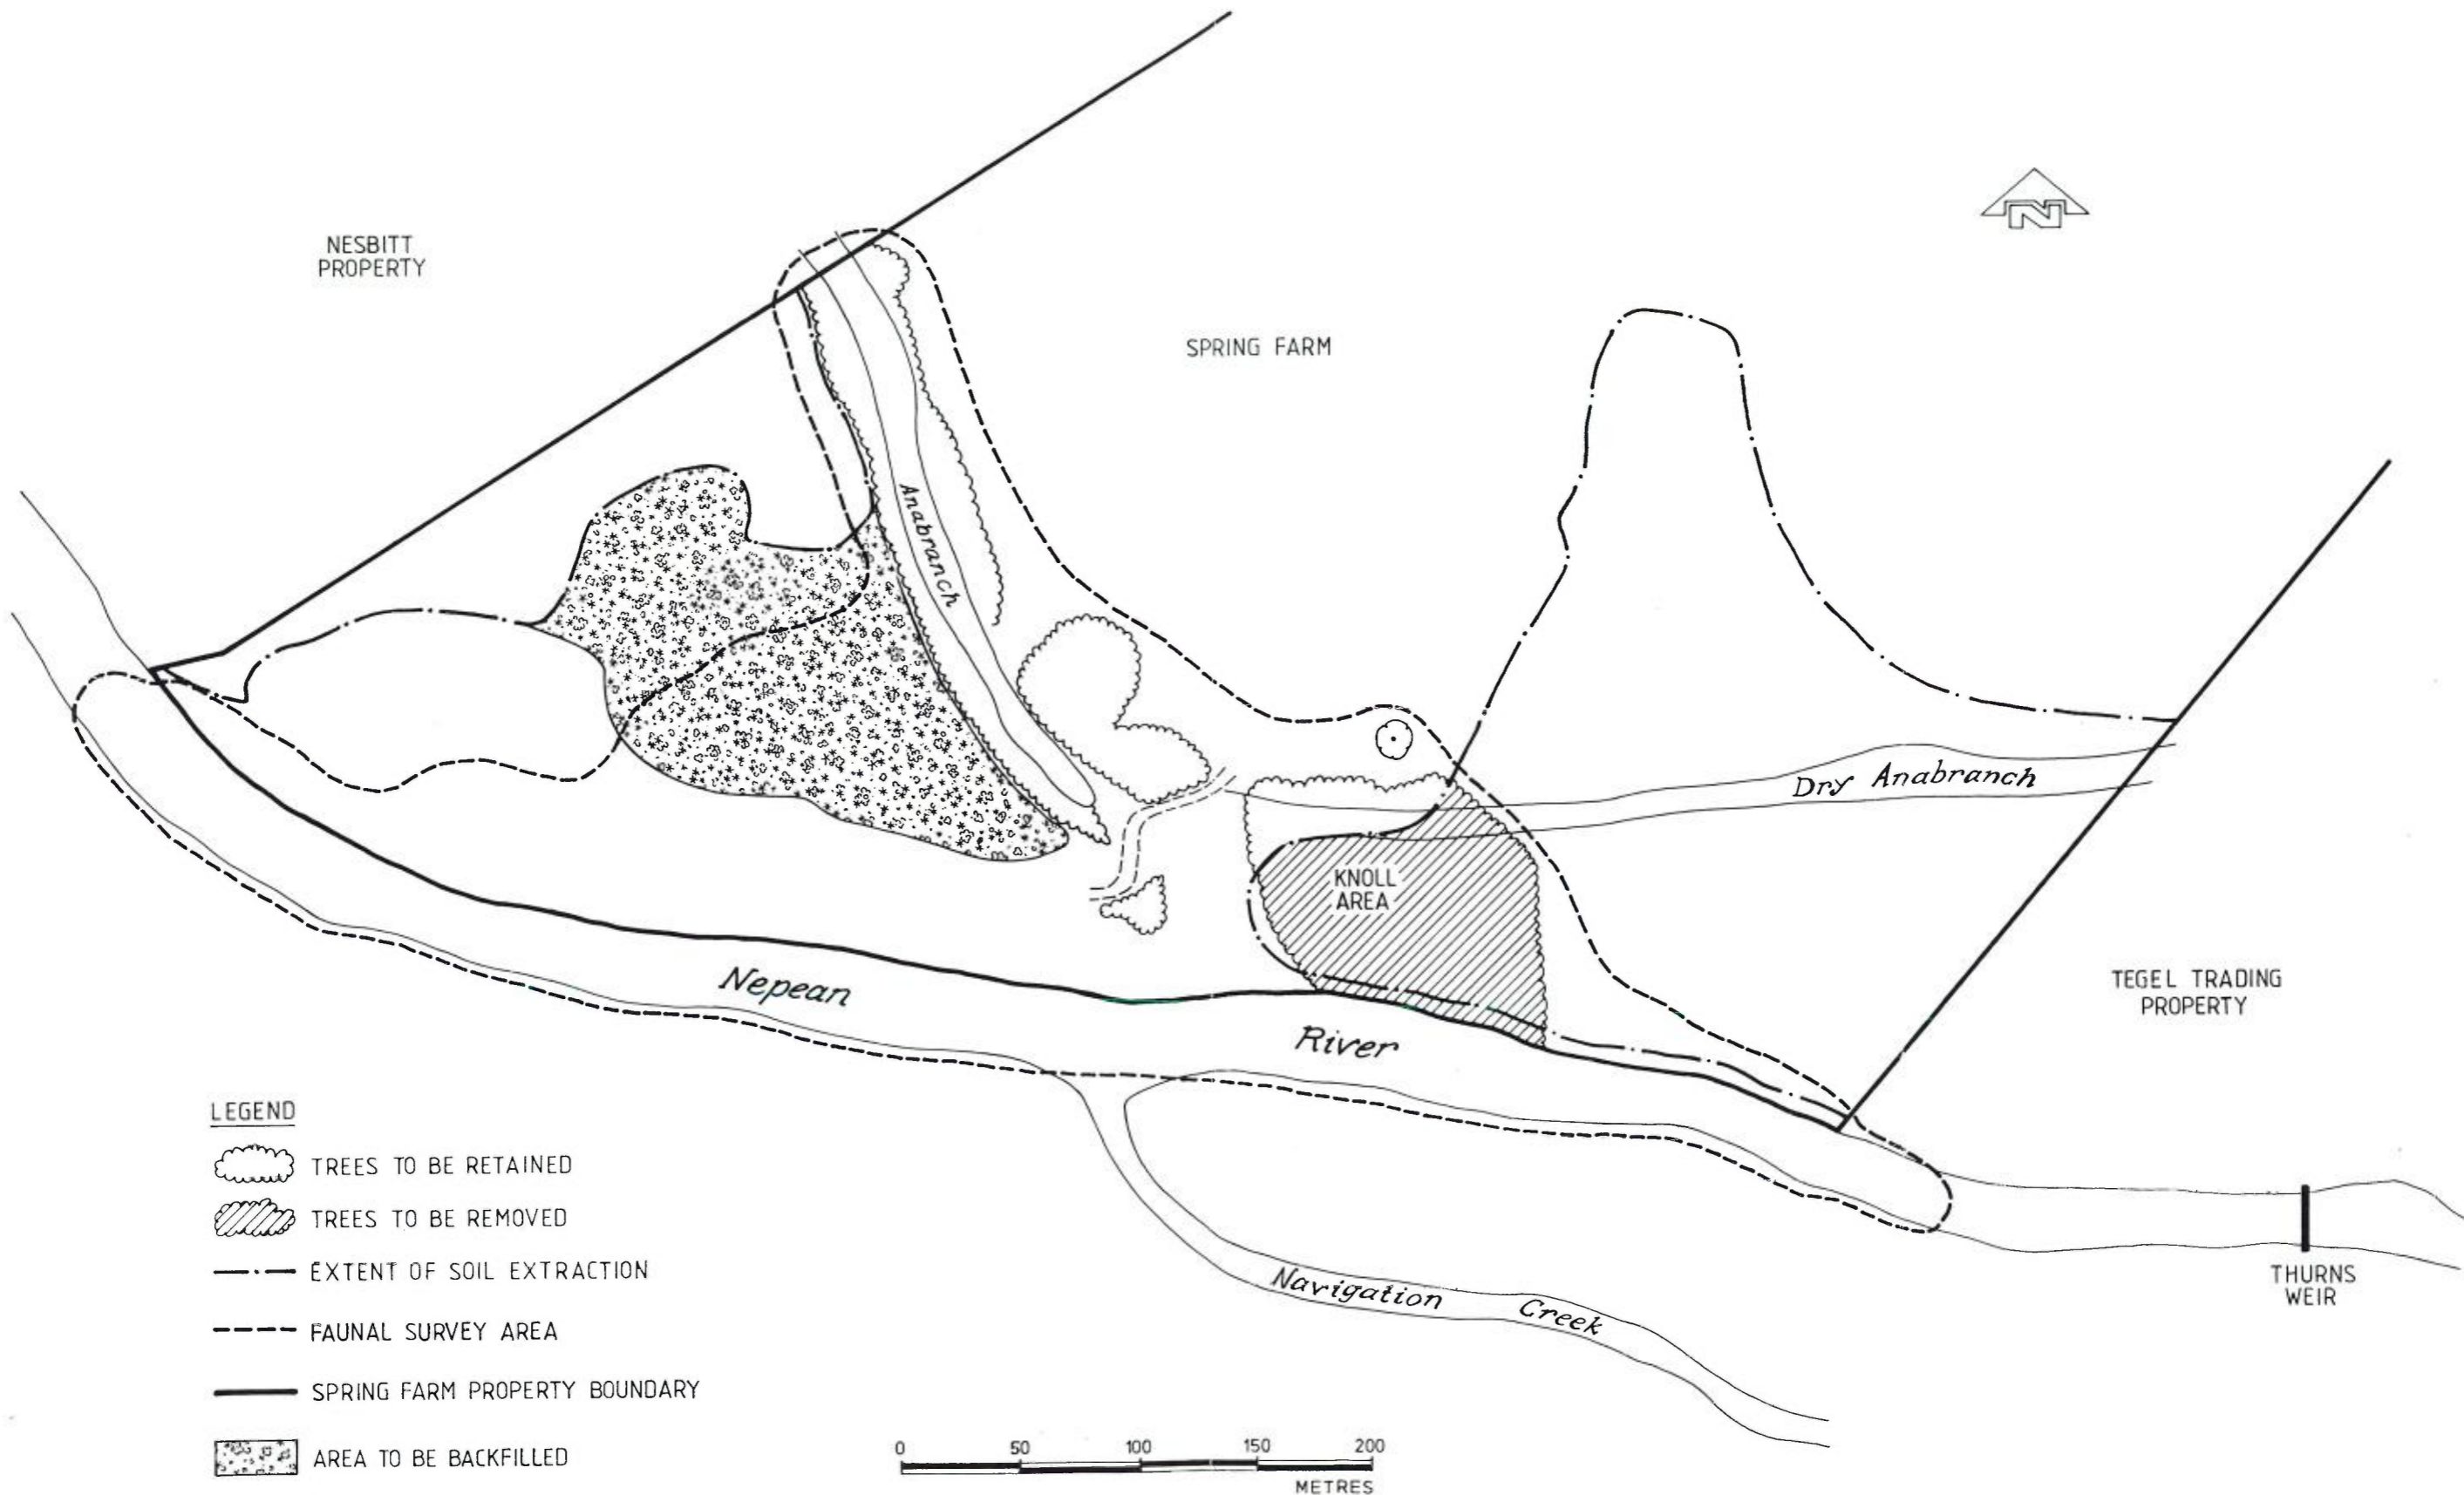 N
NESBITT
PROPERTY
SPRING FARM
Anabranch
Dry Anabranch
KNOLL
AREA
Nepean
River
TEGEL TRADING
PROPERTY
LEGEND
TREES TO BE RETAINED
TREES TO BE REMOVED
EXTENT OF SOIL EXTRACTION
FAUNAL SURVEY AREA
SPRING FARM PROPERTY BOUNDARY
AREA TO BE BACKFILLED
Navigation Creek
THURNS
WEIR
0 50 100 150 200
METRES